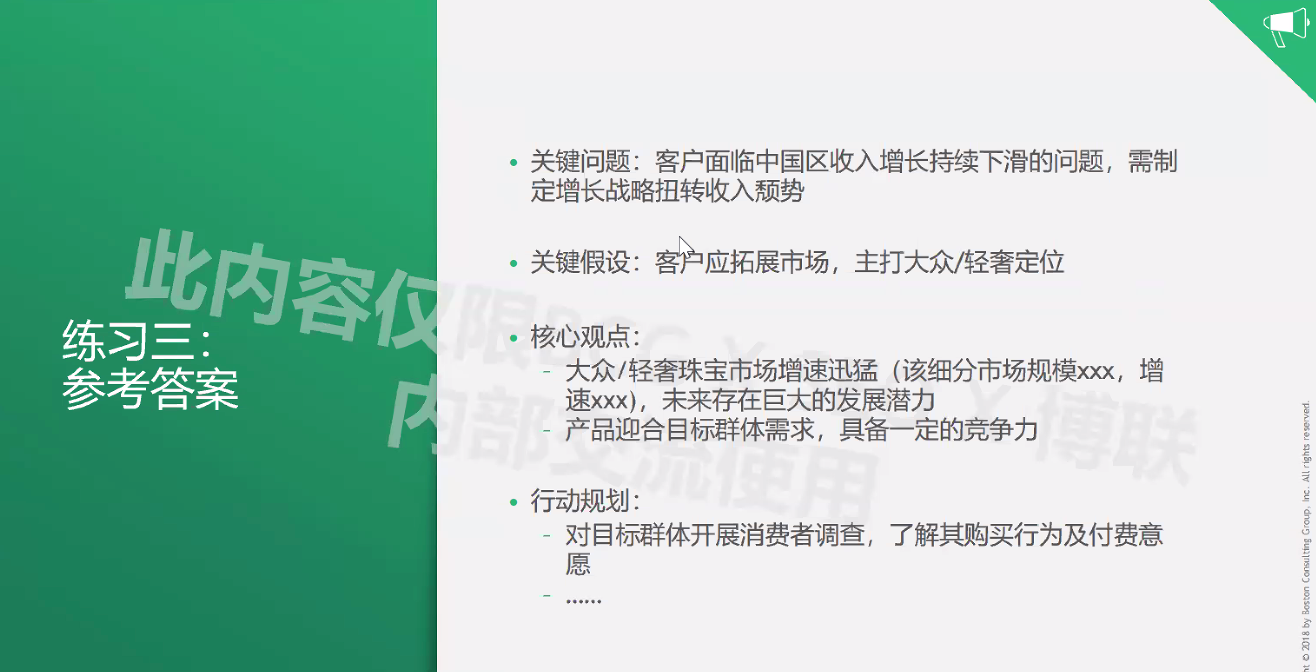 练习三：
参考答案
• 关键问题：客户面临中国区收入增长持续下滑的问题，需制
定增长战略扭转收入颓势
• 关键假设：客户应拓展市场，主打大众/轻奢定位
• 核心观点：
- 大众/轻奢珠宝市场增速迅猛（该细分市场规模xxx，增
速xxx)，未来存在巨大的发展潜力
- 产品迎合目标群体需求，具备一定的竞争力
• 行动规划：
- 对目标群体开展消费者调查，了解其购买行为及付费意
愿
- ……
此内容仅限BCG X
X 博联
内部交流使用
© 2018 by Boston Consulting Group, Inc. All rights reserved.